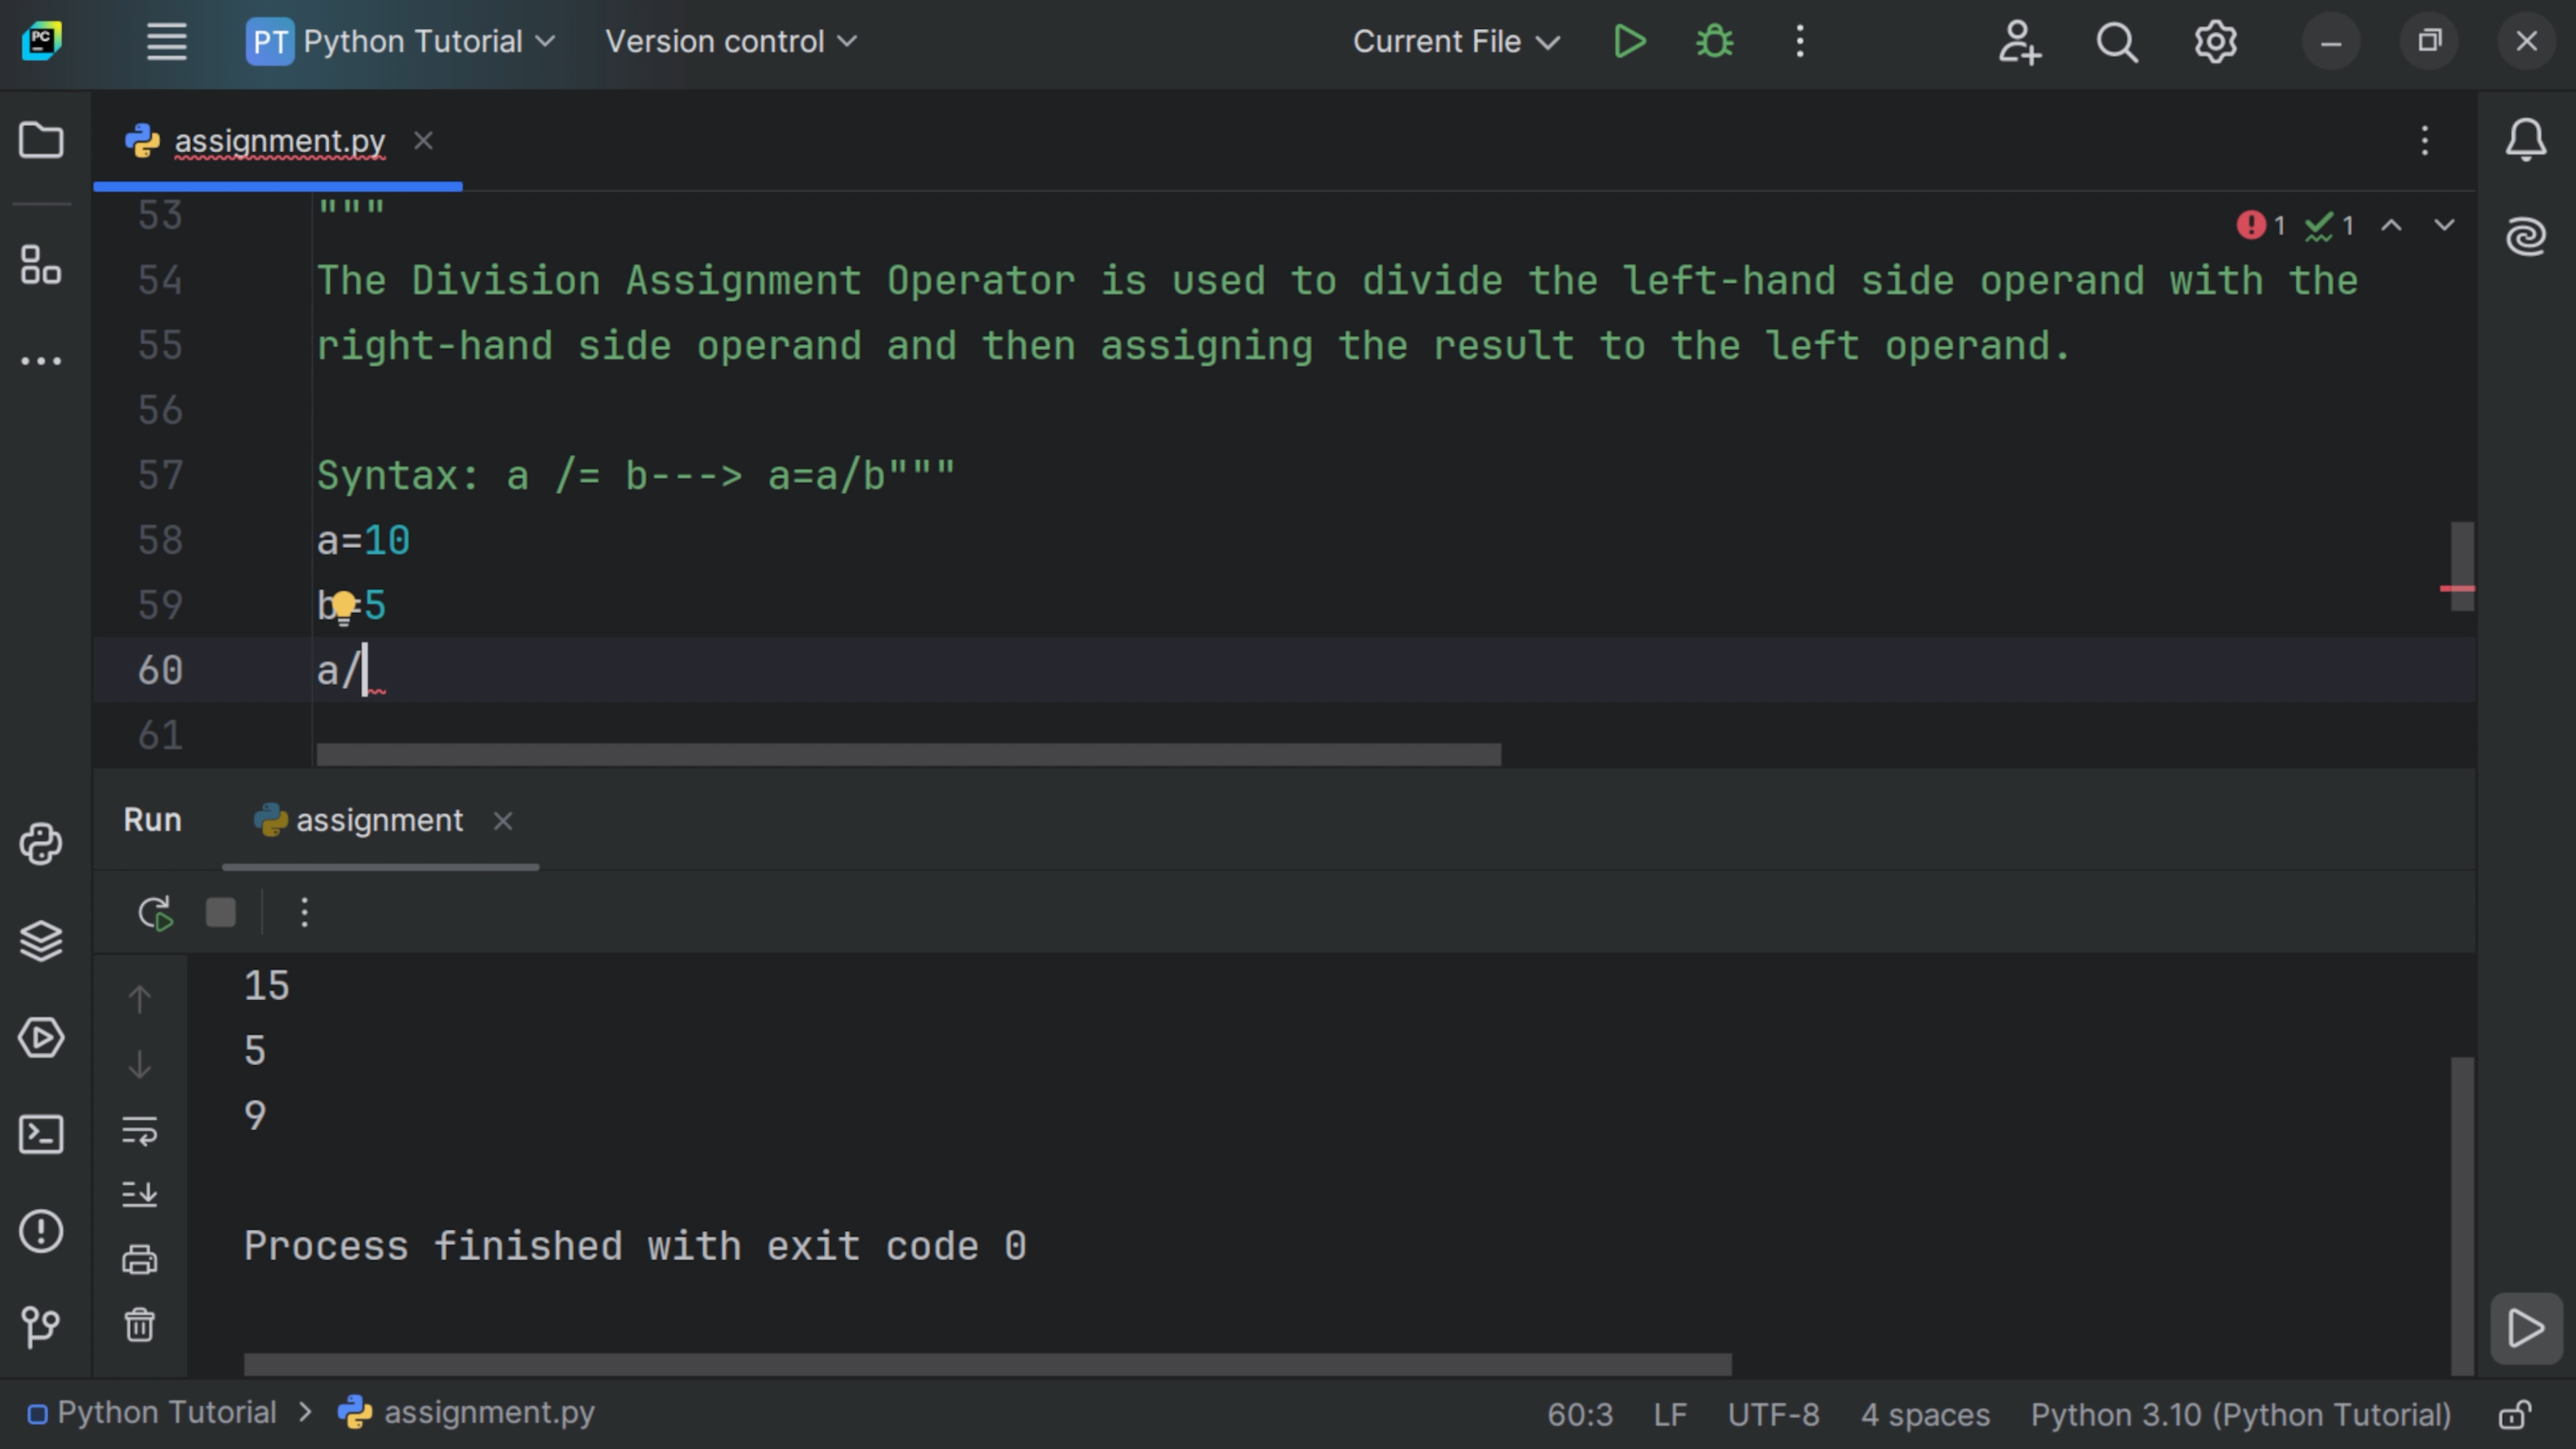 PC
PT Python Tutorial Version control Current File
assignment.py
53 """
1 1
54 The Division Assignment Operator is used to divide the left-hand side operand with the
55 right-hand side operand and then assigning the result to the left operand.
56
57 Syntax: a /= b---> a=a/b"""
58 a=10
59 b=5
60 a/
61
Run assignment
15
5
9
Process finished with exit code 0
Python Tutorial > assignment.py 60:3 LF UTF-8 4 spaces Python 3.10 (Python Tutorial)